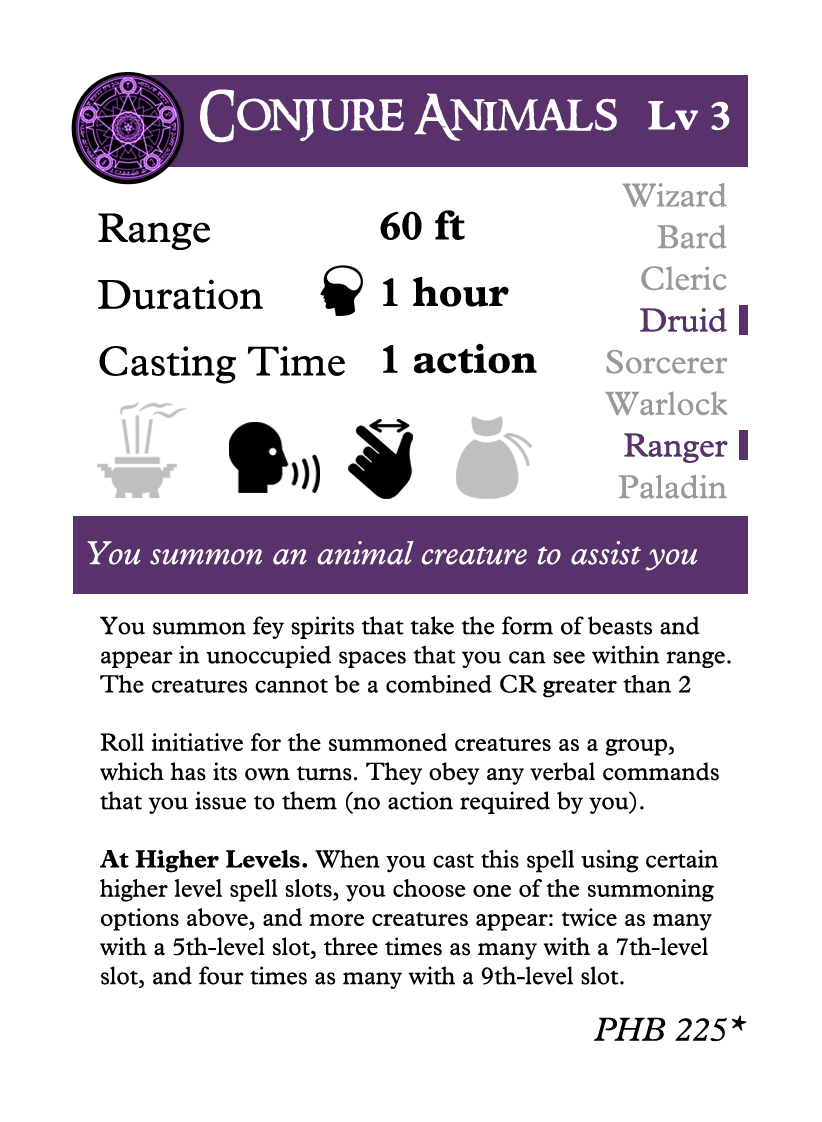 Conjure Animals Lv 3
Range 60 ft
Duration 1 hour
Casting Time 1 action
Wizard
Bard
Cleric
Druid
Sorcerer
Warlock
Ranger
Paladin
You summon an animal creature to assist you
You summon fey spirits that take the form of beasts and
appear in unoccupied spaces that you can see within range.
The creatures cannot be a combined CR greater than 2
Roll initiative for the summoned creatures as a group,
which has its own turns. They obey any verbal commands
that you issue to them (no action required by you).
At Higher Levels. When you cast this spell using certain
higher level spell slots, you choose one of the summoning
options above, and more creatures appear: twice as many
with a 5th-level slot, three times as many with a 7th-level
slot, and four times as many with a 9th-level slot.
PHB 225*